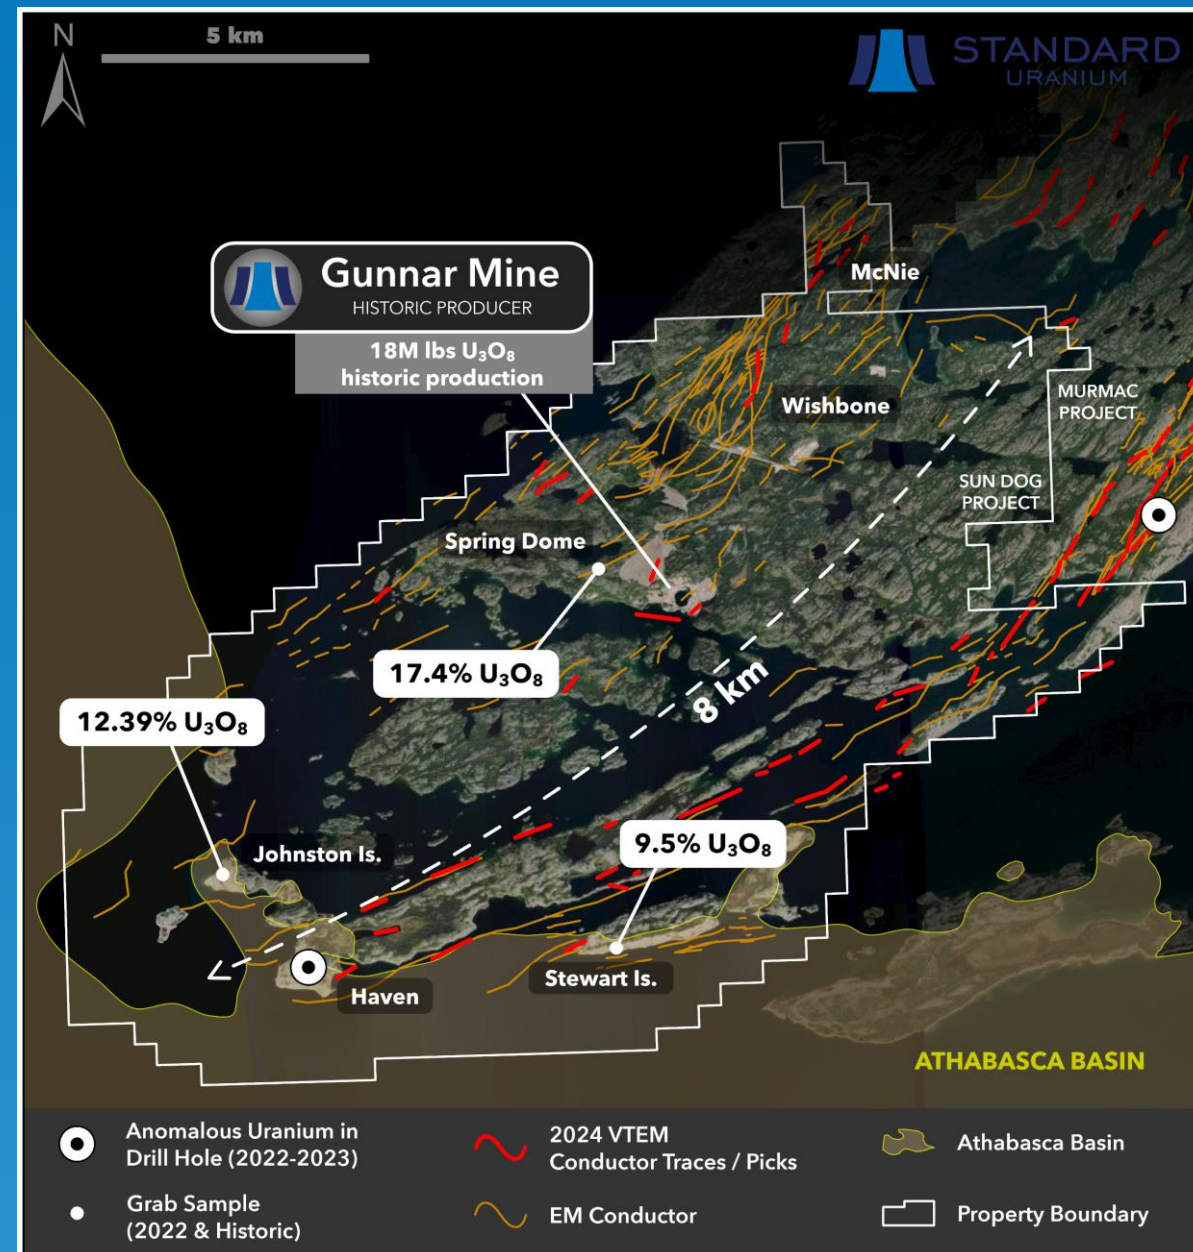 N
5 km
STANDARD
URANIUM
McNie
Gunnar Mine
HISTORIC PRODUCER
18M lbs U₃O₈
historic production
Wishbone
MURMAC
PROJECT
SUN DOG
PROJECT
Spring Dome
17.4% U₃O₈
8 km
12.39% U₃O₈
9.5% U₃O₈
Johnston Is.
Stewart Is.
Haven
ATHABASCA BASIN
Anomalous Uranium in
Drill Hole (2022-2023)
Grab Sample
(2022 & Historic)
2024 VTEM
Conductor Traces / Picks
EM Conductor
Athabasca Basin
Property Boundary